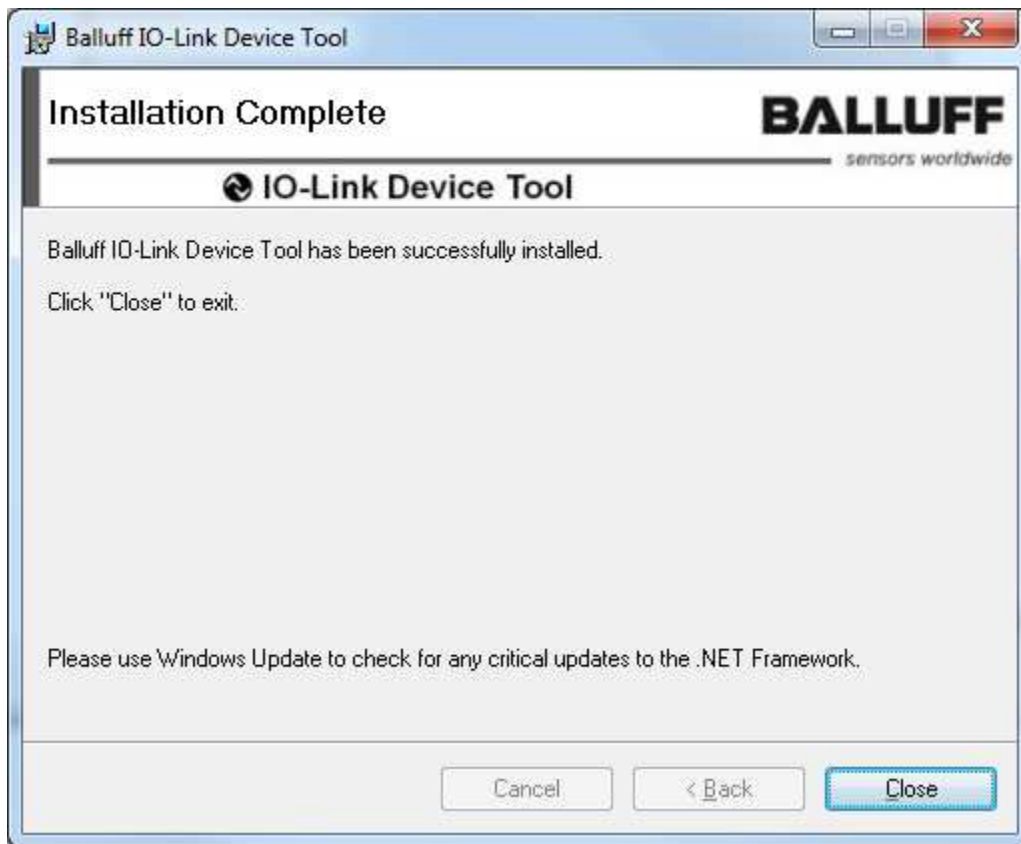 Balluff IO-Link Device Tool
Installation Complete
BALLUFF
sensors worldwide
IO-Link Device Tool
Balluff IO-Link Device Tool has been successfully installed.
Click "Close" to exit.
Please use Windows Update to check for any critical updates to the .NET Framework.
Cancel
< Back
Close